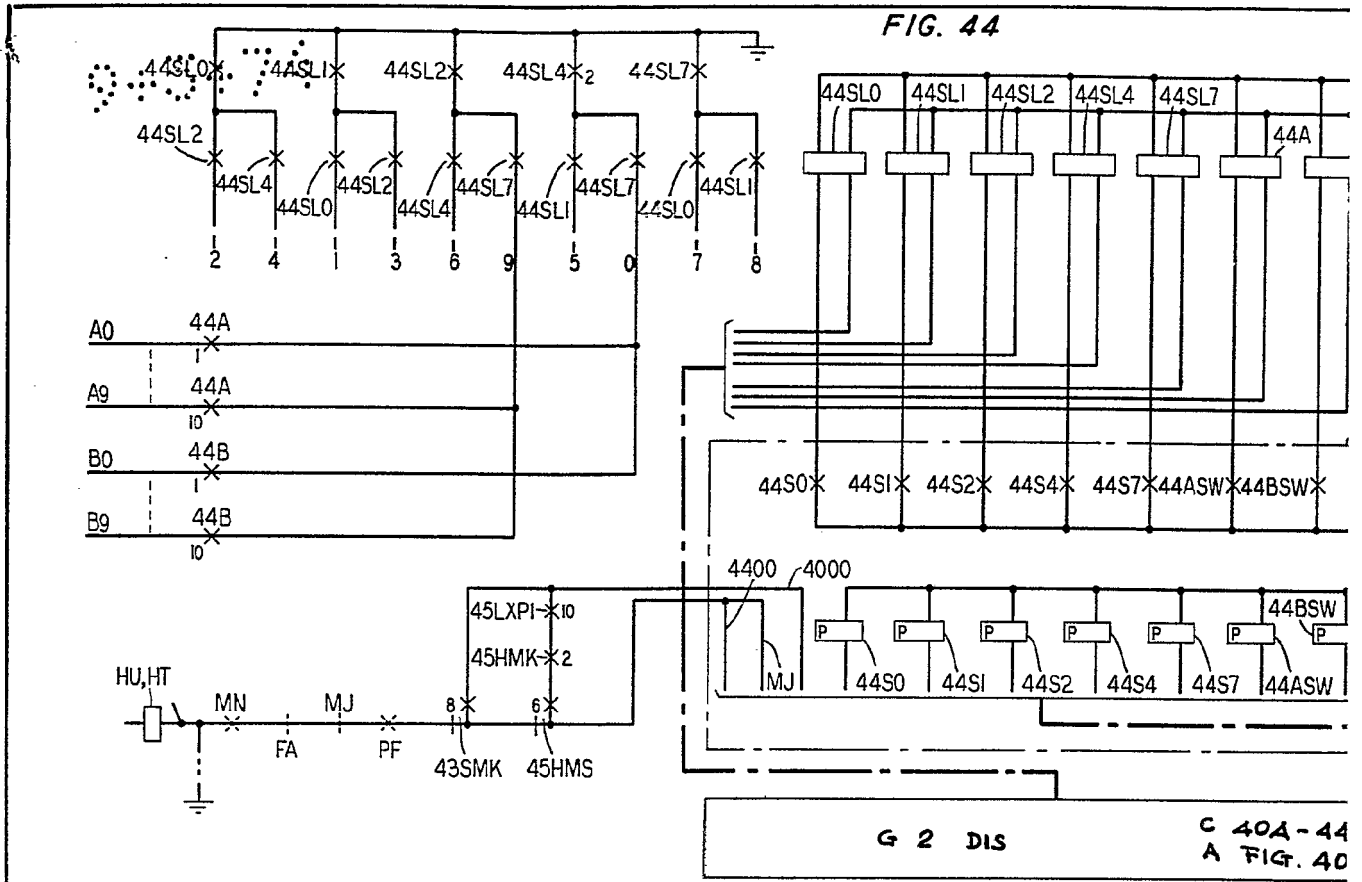 FIG. 44
9-16-74
44SL0 44SL1 44SL2 44SL4 2 44SL7
44SL2 44SL4 44SL0 44SL2 44SL4 44SL7 44SL1 44SL7 44SL0 44SL1
2 4 1 3 6 9 5 0 7 8
44SL0 44SL1 44SL2 44SL4 44SL7 44A
A0 44A 1
A9 44A 10
B0 44B 1
B9 44B 10
44S0 44S1 44S2 44S4 44S7 44ASW 44BSW
4400 4000
45LXP1 10
45HMK 2
MJ
P P P P P P P
44BSW
44S0 44S1 44S2 44S4 44S7 44ASW
HU,HT MN FA MJ PF 8 43SMK 6 45HMS
G 2 DIS
C 40A-44
A FIG. 40